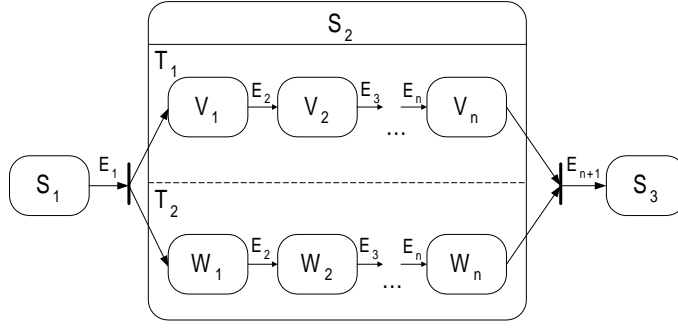 S₂
T₁
V₁ E₂ V₂ E₃ ... Eₙ Vₙ
S₁ E₁ Eₙ₊₁ S₃
T₂
W₁ E₂ W₂ E₃ ... Eₙ Wₙ